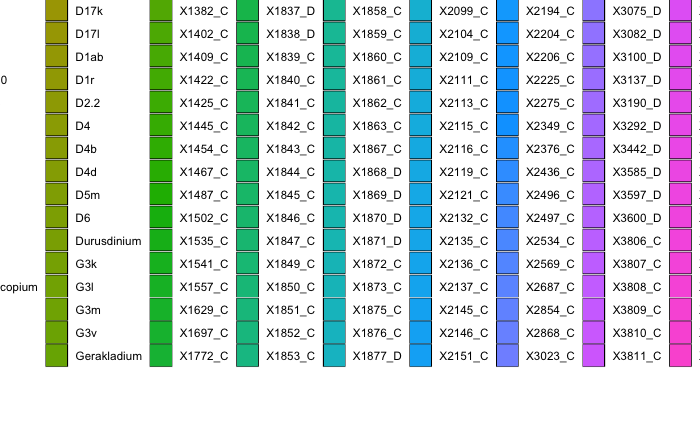 D17k X1382_C X1837_D X1858_C X2099_C X2194_C X3075_D
D17l X1402_C X1838_D X1859_C X2104_C X2204_C X3082_D
D1ab X1409_C X1839_C X1860_C X2109_C X2206_C X3100_D
0 D1r X1422_C X1840_C X1861_C X2111_C X2225_C X3137_D
D2.2 X1425_C X1841_C X1862_C X2113_C X2275_C X3190_D
D4 X1445_C X1842_C X1863_C X2115_C X2349_C X3292_D
D4b X1454_C X1843_C X1867_C X2116_C X2376_C X3442_D
D4d X1467_C X1844_C X1868_D X2119_C X2436_C X3585_D
D5m X1487_C X1845_C X1869_D X2121_C X2496_C X3597_D
D6 X1502_C X1846_C X1870_D X2132_C X2497_C X3600_D
Durusdinium X1535_C X1847_C X1871_D X2135_C X2534_C X3806_C
G3k X1541_C X1849_C X1872_C X2136_C X2569_C X3807_C
copium G3l X1557_C X1850_C X1873_C X2137_C X2687_C X3808_C
G3m X1629_C X1851_C X1875_C X2145_C X2854_C X3809_C
G3v X1697_C X1852_C X1876_C X2146_C X2868_C X3810_C
Gerakladium X1772_C X1853_C X1877_D X2151_C X3023_C X3811_C